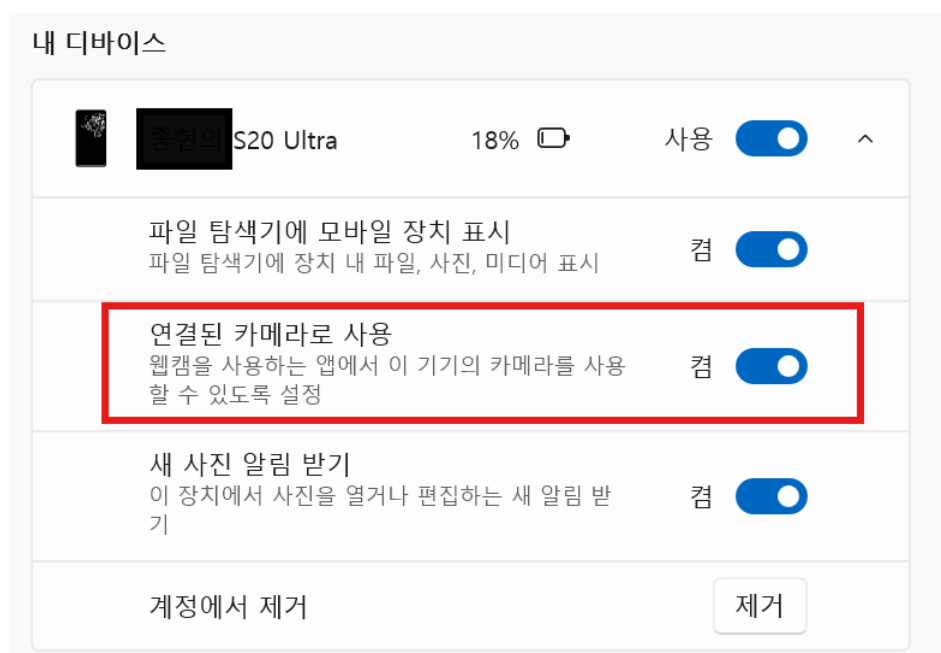 내 디바이스
S20 Ultra 18% 사용
파일 탐색기에 모바일 장치 표시
파일 탐색기에 장치 내 파일, 사진, 미디어 표시
켬
연결된 카메라로 사용
웹캠을 사용하는 앱에서 이 기기의 카메라를 사용
할 수 있도록 설정
켬
새 사진 알림 받기
이 장치에서 사진을 열거나 편집하는 새 알림 받
기
켬
계정에서 제거
제거